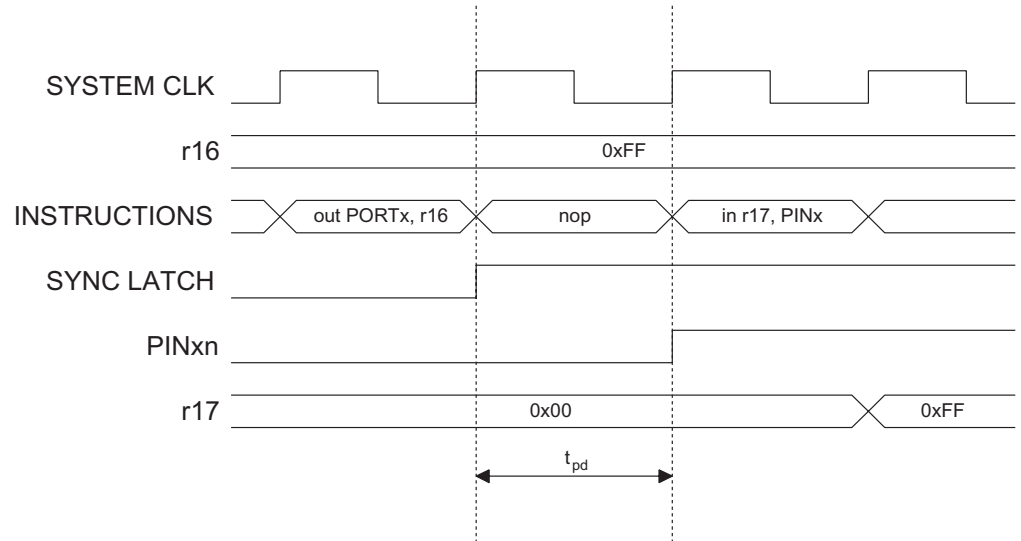 SYSTEM CLK
r16 0xFF
INSTRUCTIONS out PORTx, r16 nop in r17, PINx
SYNC LATCH
PINxn
r17 0x00 0xFF
tpd